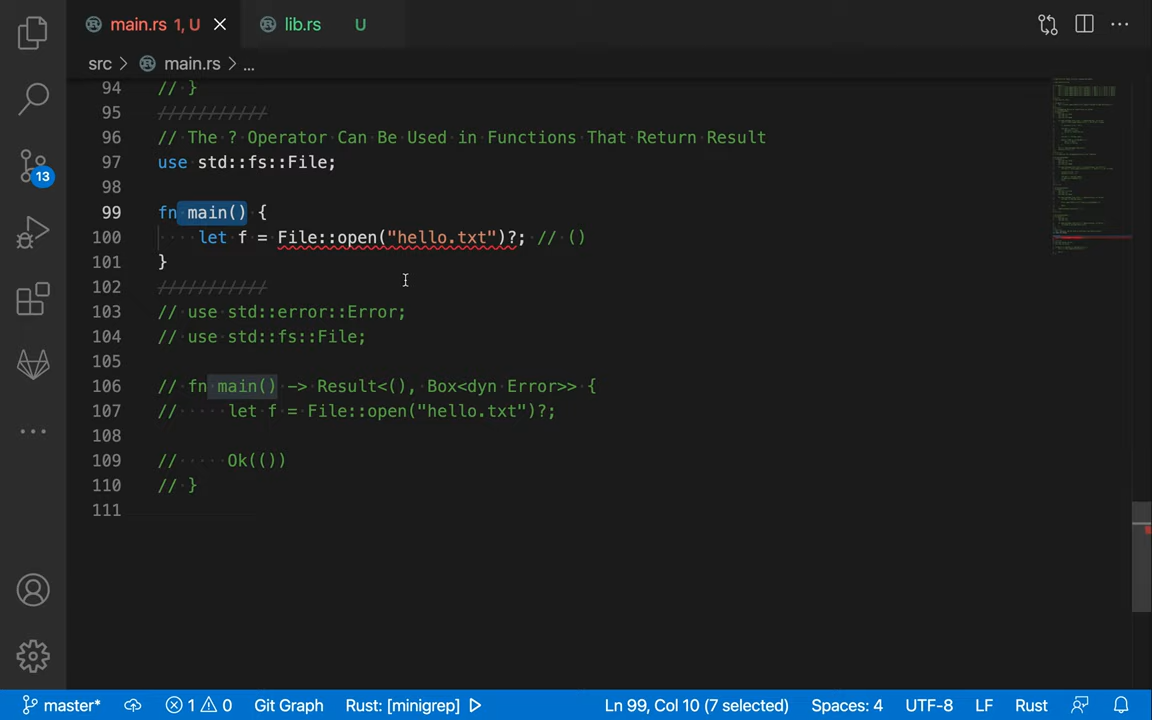 main.rs 1, U
lib.rs U
src > main.rs > ...
94 // }
95 ///////////
96 // The ? Operator Can Be Used in Functions That Return Result
97 use std::fs::File;
98
99 fn main() {
100 let f = File::open("hello.txt")?; // ()
101 }
102 ///////////
103 // use std::error::Error;
104 // use std::fs::File;
105
106 // fn main() -> Result<(), Box<dyn Error>> {
107 // let f = File::open("hello.txt")?;
108
109 // Ok(())
110 // }
111
13
master* 1 0 Git Graph Rust: [minigrep] Ln 99, Col 10 (7 selected) Spaces: 4 UTF-8 LF Rust